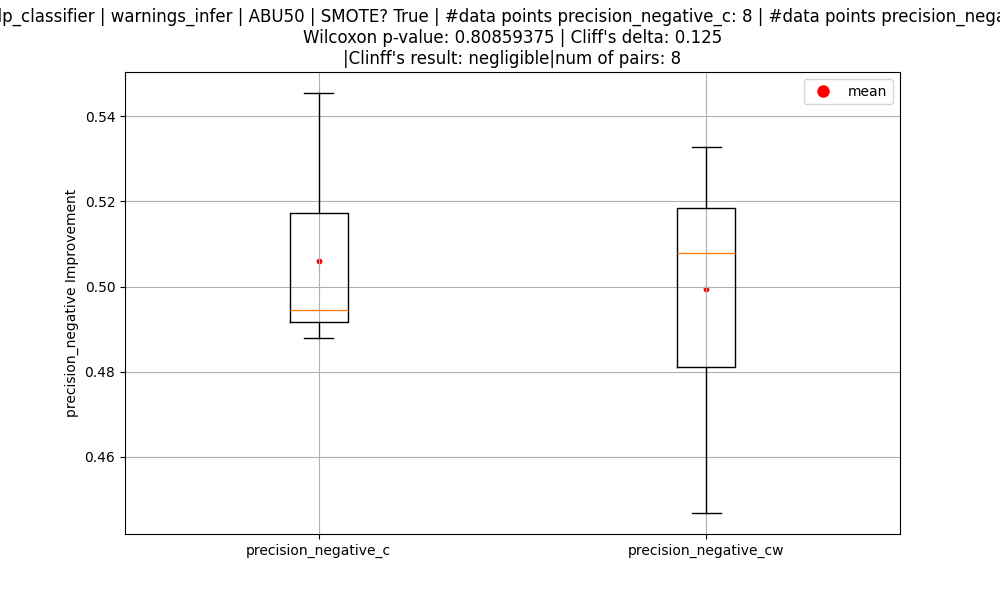 lp_classifier | warnings_infer | ABU50 | SMOTE? True | #data points precision_negative_c: 8 | #data points precision_nega
Wilcoxon p-value: 0.80859375 | Cliff's delta: 0.125
|Clinff's result: negligible|num of pairs: 8
mean
0.54
0.52
0.50
0.48
0.46
precision_negative Improvement
precision_negative_c
precision_negative_cw